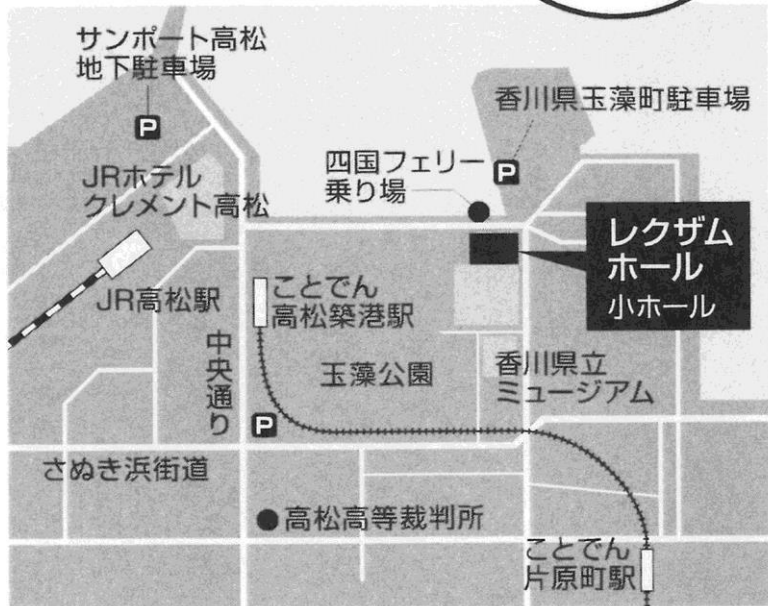 サンポート高松
地下駐車場
P
香川県玉藻町駐車場
P
四国フェリー
乗り場
JRホテル
クレメント高松
レクザム
ホール
小ホール
JR高松駅
ことでん
高松築港駅
中央通り
玉藻公園
香川県立
ミュージアム
P
さぬき浜街道
高松高等裁判所
ことでん
片原町駅